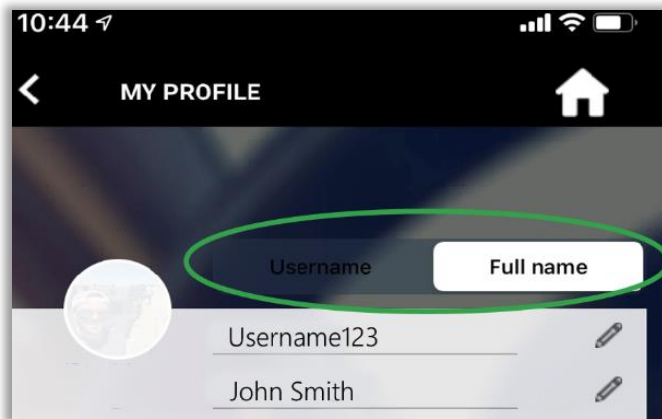 10:44
MY PROFILE
Username Full name
Username123
John Smith